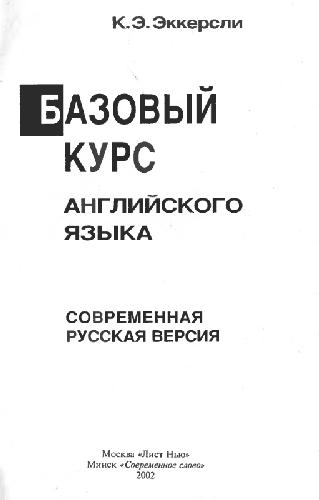 К.Э.Эккерсли
БАЗОВЫЙ
КУРС
АНГЛИЙСКОГО
ЯЗЫКА
СОВРЕМЕННАЯ
РУССКАЯ ВЕРСИЯ
Москва «Лист Нью»
Минск «Современное слово»
2002